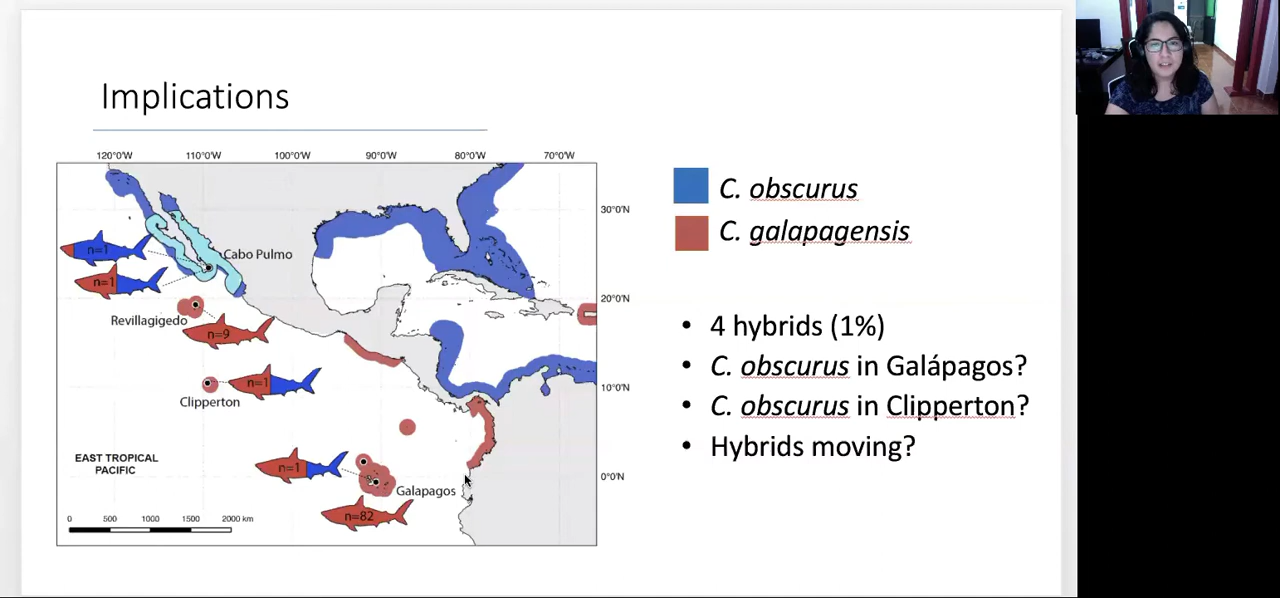 Implications
120°0'W 110°0'W 100°0'W 90°0'W 80°0'W 70°0'W
30°0'N
20°0'N
10°0'N
0°0'N
n=1
n=1
Cabo Pulmo
Revillagigedo
n=9
n=1
Clipperton
EAST TROPICAL
PACIFIC
n=1
Galapagos
n=82
0 500 1000 1500 2000 km
C. obscurus
C. galapagensis
• 4 hybrids (1%)
• C. obscurus in Galápagos?
• C. obscurus in Clipperton?
• Hybrids moving?